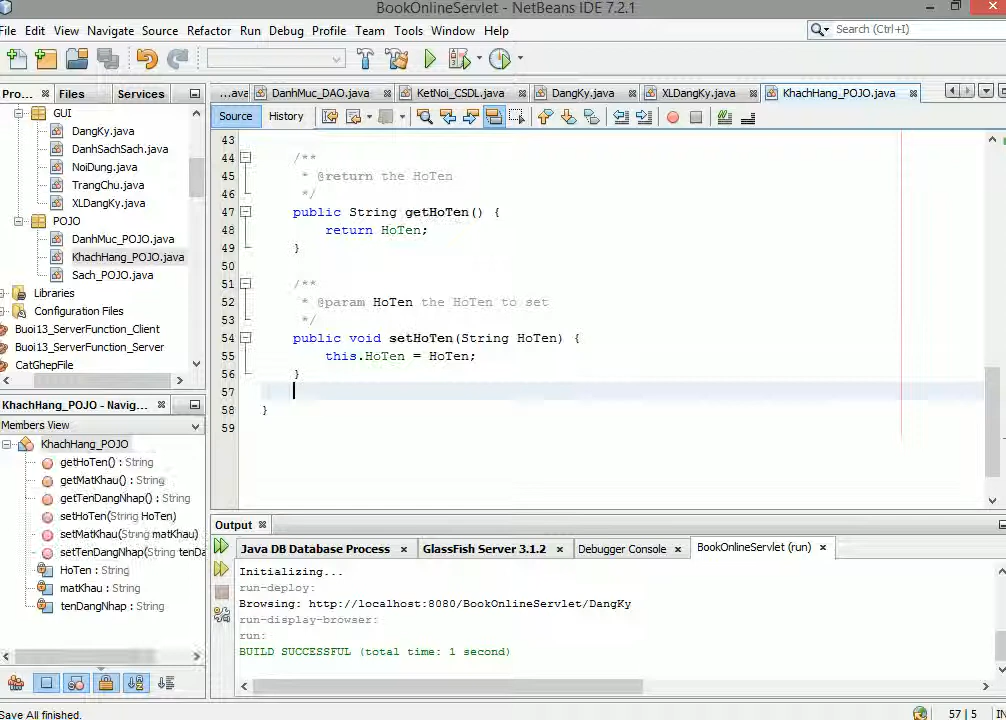 BookOnlineServlet - NetBeans IDE 7.2.1
File Edit View Navigate Source Refactor Run Debug Profile Team Tools Window Help
Search (Ctrl+I)
Pro... Files Services
...ava DanhMuc_DAO.java KetNoi_CSDL.java DangKy.java XLDangKy.java KhachHang_POJO.java
Source History
GUI
DangKy.java
DanhSachSach.java
NoiDung.java
TrangChu.java
XLDangKy.java
POJO
DanhMuc_POJO.java
KhachHang_POJO.java
Sach_POJO.java
Libraries
Configuration Files
Buoi13_ServerFunction_Client
Buoi13_ServerFunction_Server
CatGhepFile
43
44 /**
45 * @return the HoTen
46 */
47 public String getHoTen() {
48 return HoTen;
49 }
50
51 /**
52 * @param HoTen the HoTen to set
53 */
54 public void setHoTen(String HoTen) {
55 this.HoTen = HoTen;
56 }
57
58 }
59
KhachHang_POJO - Navig...
Members View
KhachHang_POJO
getHoTen() : String
getMatKhau() : String
getTenDangNhap() : String
setHoTen(String HoTen)
setMatKhau(String matKhau)
setTenDangNhap(String tenDa
HoTen : String
matKhau : String
tenDangNhap : String
Output
Java DB Database Process GlassFish Server 3.1.2 Debugger Console BookOnlineServlet (run)
Initializing...
run-deploy:
Browsing: http://localhost:8080/BookOnlineServlet/DangKy
run-display-browser:
run:
BUILD SUCCESSFUL (total time: 1 second)
Save All finished.
57 | 5 IN